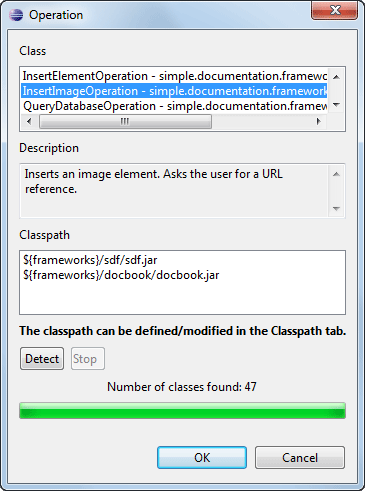 Operation
Class
InsertElementOperation - simple.documentation.framewo
InsertImageOperation - simple.documentation.framework
QueryDatabaseOperation - simple.documentation.framew
Description
Inserts an image element. Asks the user for a URL
reference.
Classpath
${frameworks}/sdf/sdf.jar
${frameworks}/docbook/docbook.jar
The classpath can be defined/modified in the Classpath tab.
Detect Stop
Number of classes found: 47
OK Cancel